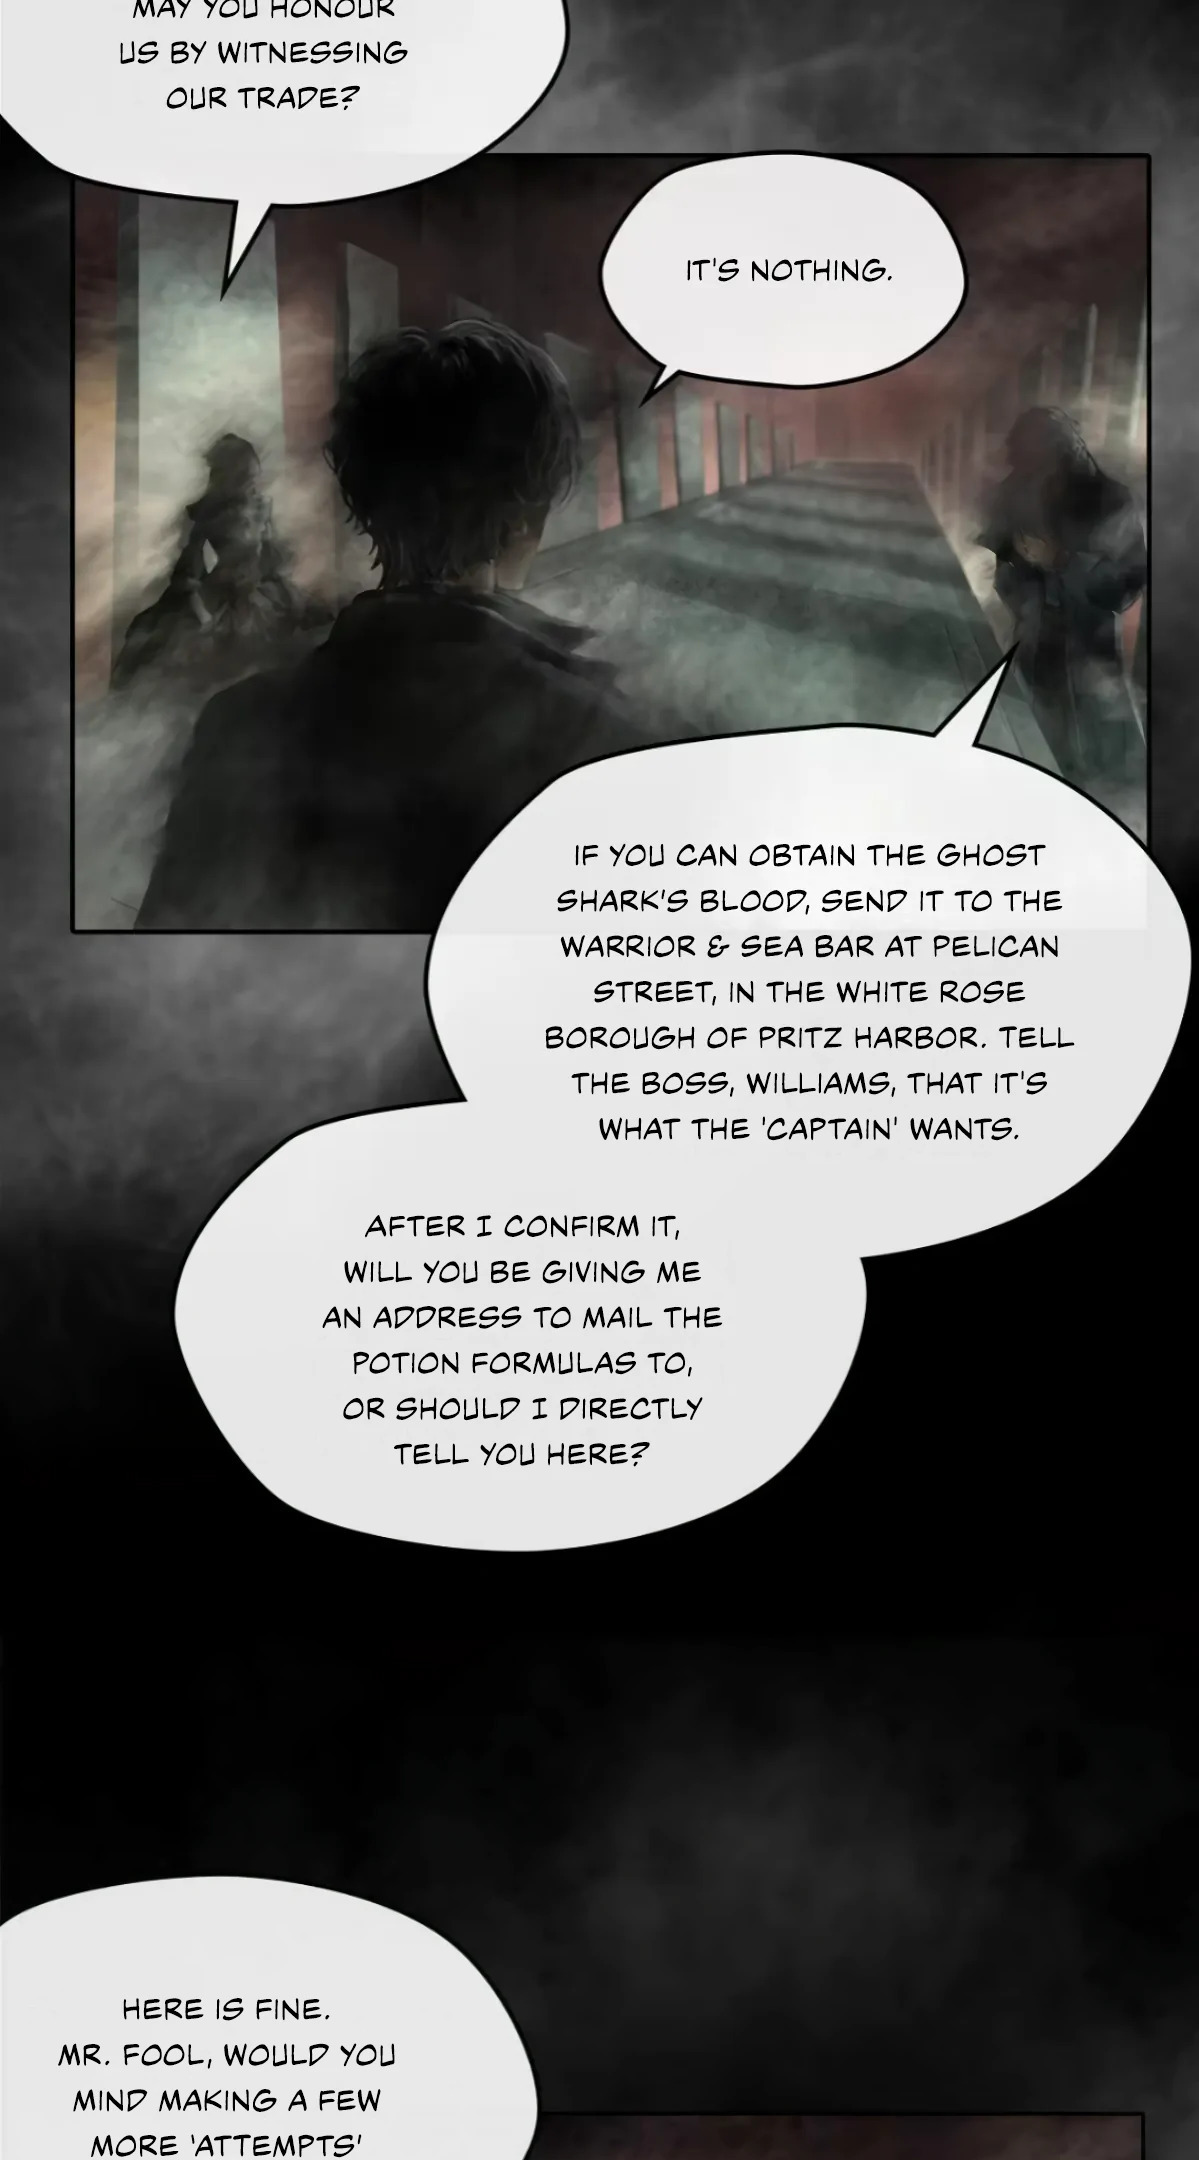 MAY YOU HONOUR
US BY WITNESSING
OUR TRADE?
IT'S NOTHING.
IF YOU CAN OBTAIN THE GHOST
SHARK'S BLOOD, SEND IT TO THE
WARRIOR & SEA BAR AT PELICAN
STREET, IN THE WHITE ROSE
BOROUGH OF PRITZ HARBOR. TELL
THE BOSS, WILLIAMS, THAT IT'S
WHAT THE 'CAPTAIN' WANTS.
AFTER I CONFIRM IT,
WILL YOU BE GIVING ME
AN ADDRESS TO MAIL THE
POTION FORMULAS TO,
OR SHOULD I DIRECTLY
TELL YOU HERE?
HERE IS FINE.
MR. FOOL, WOULD YOU
MIND MAKING A FEW
MORE 'ATTEMPTS'